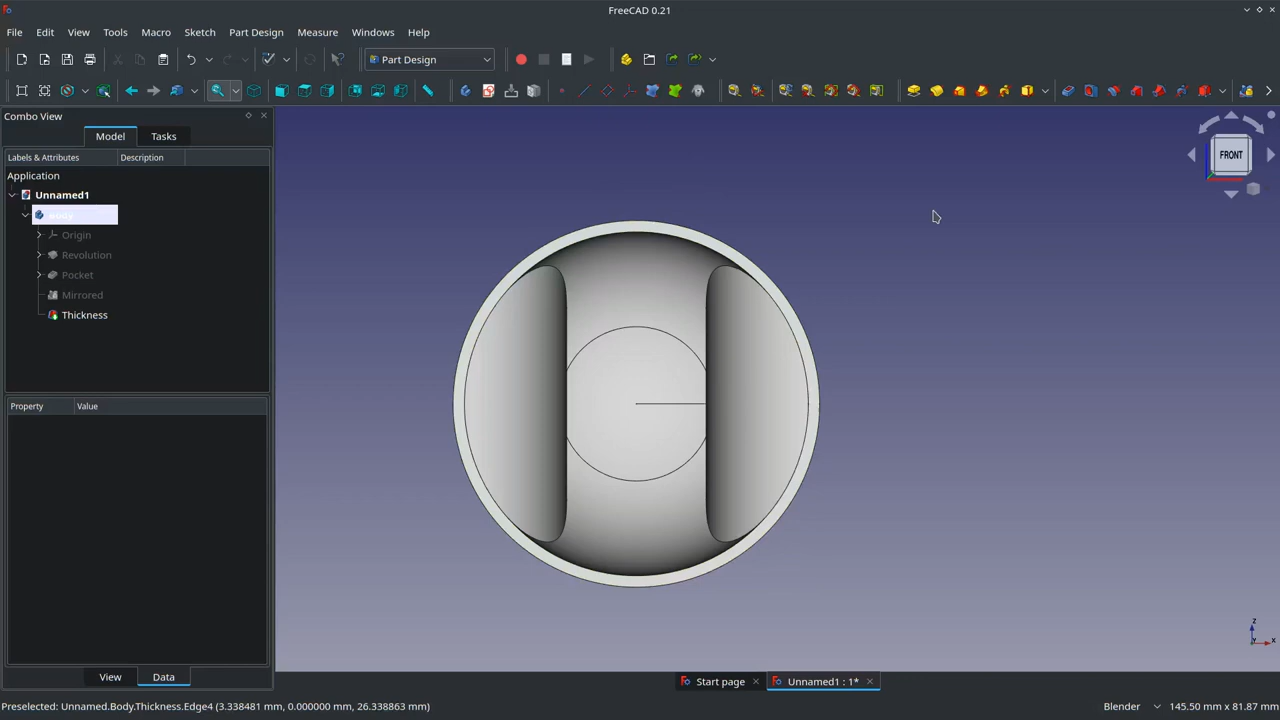 FreeCAD 0.21
File Edit View Tools Macro Sketch Part Design Measure Windows Help
Part Design
Combo View
Model Tasks
Labels & Attributes Description
Application
Unnamed1
Body
Origin
Revolution
Pocket
Mirrored
Thickness
Property Value
FRONT
Z
X
View Data
Start page Unnamed1 : 1*
Preselected: Unnamed.Body.Thickness.Edge4 (3.338481 mm, 0.000000 mm, 26.338863 mm) Blender 145.50 mm x 81.87 mm